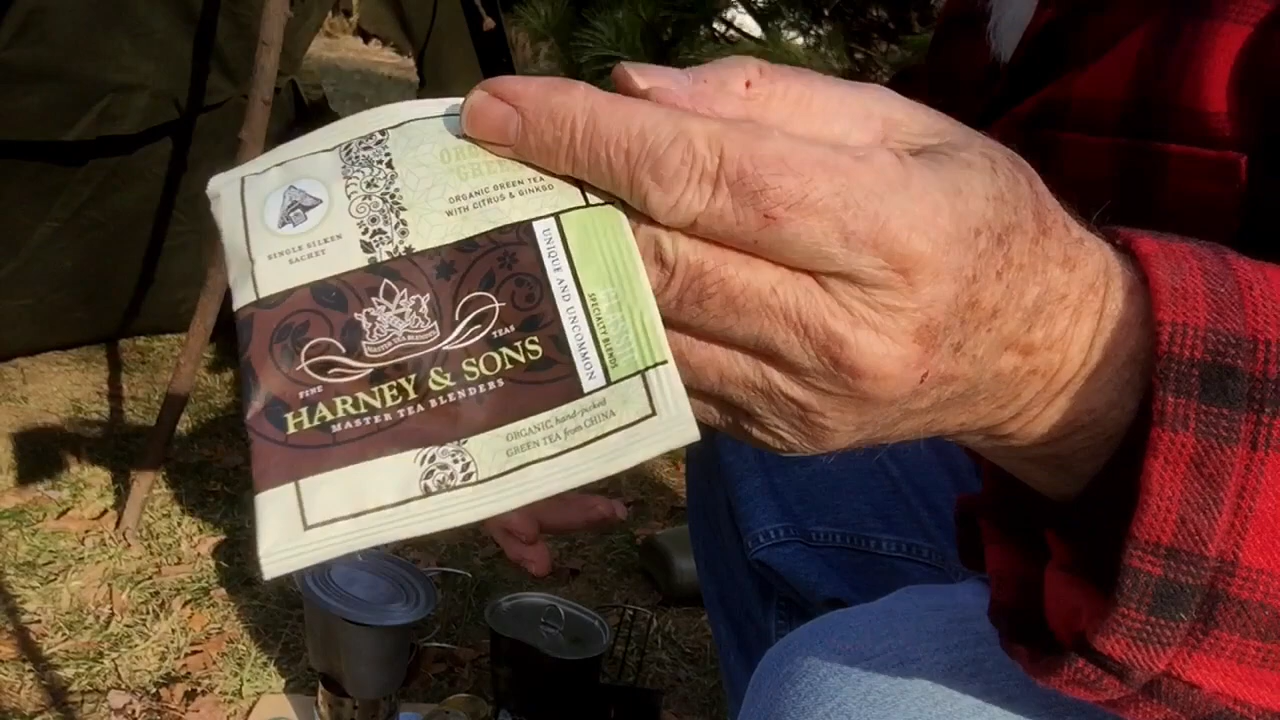 GREEN
ORGANIC GREEN TEA
WITH CITRUS & GINKGO
SINGLE SILKEN
SACHET
UNIQUE AND UNCOMMON
SPECIALTY BLENDS
MASTER TEA BLENDERS
FINE
TEAS
HARNEY & SONS
MASTER TEA BLENDERS
ORGANIC, hand-picked
GREEN TEA from CHINA